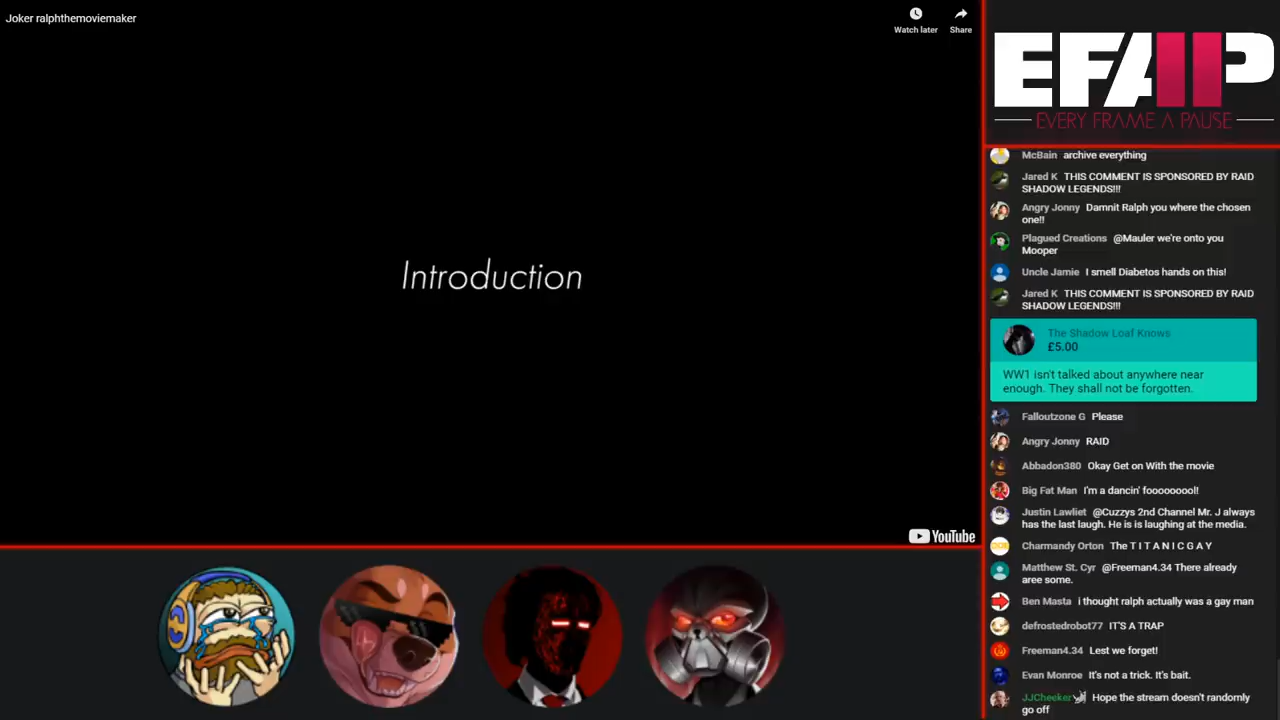 Joker ralphthemoviemaker
Watch later
Share
Introduction
YouTube
EFAP
EVERY FRAME A PAUSE
McBain archive everything
Jared K THIS COMMENT IS SPONSORED BY RAID
SHADOW LEGENDS!!!
Angry Jonny Damnit Ralph you where the chosen
one!!
Plagued Creations @Mauler we're onto you
Mooper
Uncle Jamie I smell Diabetos hands on this!
Jared K THIS COMMENT IS SPONSORED BY RAID
SHADOW LEGENDS!!!
The Shadow Loaf Knows
£5.00
WW1 isn't talked about anywhere near
enough. They shall not be forgotten.
Falloutzone G Please
Angry Jonny RAID
Abbadon380 Okay Get on With the movie
Big Fat Man I'm a dancin' foooooooool!
Justin Lawliet @Cuzzys 2nd Channel Mr. J always
has the last laugh. He is is laughing at the media.
Charmandy Orton The T I T A N I C G A Y
Matthew St. Cyr @Freeman4.34 There already
aree some.
Ben Masta i thought ralph actually was a gay man
defrostedrobot77 IT'S A TRAP
Freeman4.34 Lest we forget!
Evan Monroe It's not a trick. It's bait.
JJCheeker Hope the stream doesn't randomly
go off